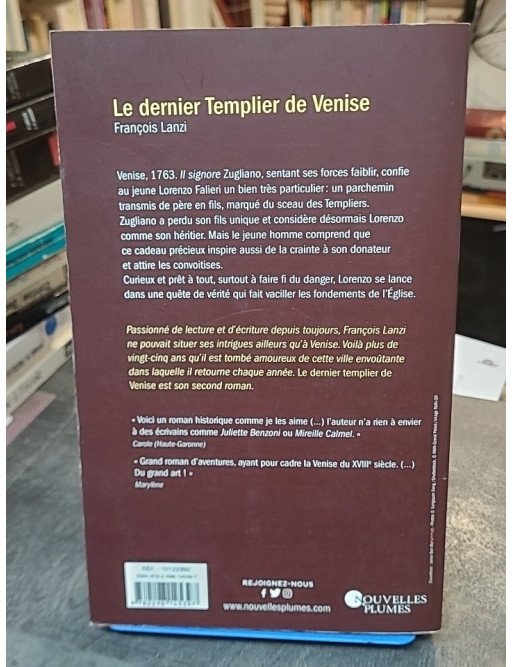 Le dernier Templier de Venise
François Lanzi
Venise, 1763. Il signore Zugliano, sentant ses forces faiblir, confie
au jeune Lorenzo Falieri un bien très particulier : un parchemin
transmis de père en fils, marqué du sceau des Templiers.
Zugliano a perdu son fils unique et considère désormais Lorenzo
comme son héritier. Mais le jeune homme comprend que
ce cadeau précieux inspire aussi de la crainte à son donateur
et attire les convoitises.
Curieux et prêt à tout, surtout à faire fi du danger, Lorenzo se lance
dans une quête de vérité qui fait vaciller les fondements de l'Église.
Passionné de lecture et d'écriture depuis toujours, François Lanzi
ne pouvait situer ses intrigues ailleurs qu'à Venise. Voilà plus de
vingt-cinq ans qu'il est tombé amoureux de cette ville envoûtante
dans laquelle il retourne chaque année. Le dernier templier de
Venise est son second roman.
« Voici un roman historique comme je les aime (...) l'auteur n'a rien à envier
à des écrivains comme Juliette Benzoni ou Mireille Calmel. »
Carole (Haute-Garonne)
« Grand roman d'aventures, ayant pour cadre la Venise du XVIIIe siècle. (...)
Du grand art ! »
Marylène
REJOIGNEZ-NOUS
www.nouvellesplumes.com
NOUVELLES
PLUMES